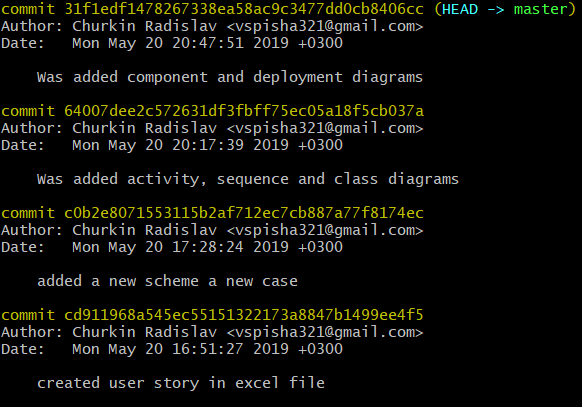 commit 31f1edf1478267338ea58ac9c3477dd0cb8406cc (HEAD -> master)
Author: Churkin Radislav <vspisha321@gmail.com>
Date:   Mon May 20 20:47:51 2019 +0300
    Was added component and deployment diagrams
commit 64007dee2c572631df3fbff75ec05a18f5cb037a
Author: Churkin Radislav <vspisha321@gmail.com>
Date:   Mon May 20 20:17:39 2019 +0300
    Was added activity, sequence and class diagrams
commit c0b2e8071553115b2af712ec7cb887a77f8174ec
Author: Churkin Radislav <vspisha321@gmail.com>
Date:   Mon May 20 17:28:24 2019 +0300
    added a new scheme a new case
commit cd911968a545ec55151322173a8847b1499ee4f5
Author: Churkin Radislav <vspisha321@gmail.com>
Date:   Mon May 20 16:51:27 2019 +0300
    created user story in excel file